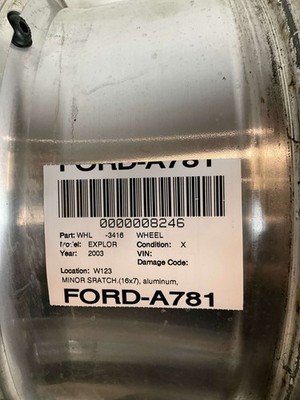 FORD-A781
0000008246
Part: WHL -3416 WHEEL
Model: EXPLOR Condition: X
Year: 2003 VIN:
Damage Code:
Location: W123
MINOR SRATCH,(16x7), aluminum,
FORD-A781